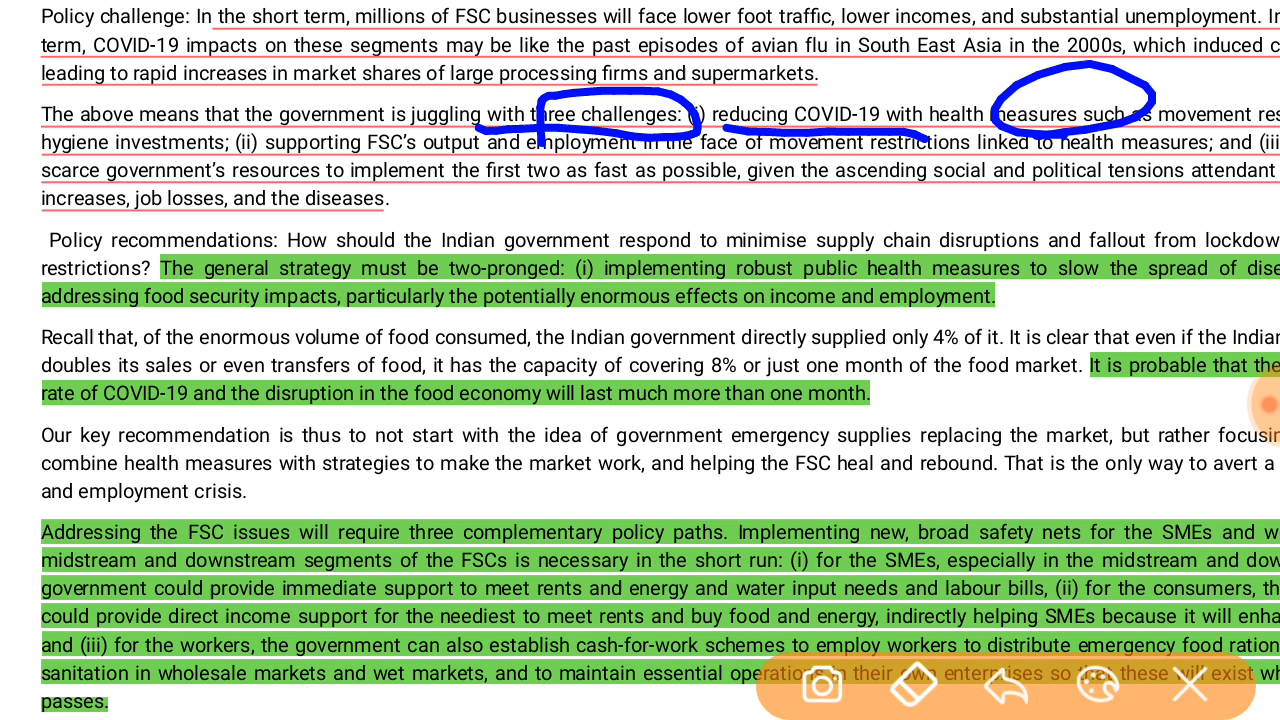 Policy challenge: In the short term, millions of FSC businesses will face lower foot traffic, lower incomes, and substantial unemployment. In
term, COVID-19 impacts on these segments may be like the past episodes of avian flu in South East Asia in the 2000s, which induced c
leading to rapid increases in market shares of large processing firms and supermarkets.
The above means that the government is juggling with three challenges: (i) reducing COVID-19 with health measures such as movement res
hygiene investments; (ii) supporting FSC's output and employment in the face of movement restrictions linked to health measures; and (iii
scarce government's resources to implement the first two as fast as possible, given the ascending social and political tensions attendant
increases, job losses, and the diseases.
Policy recommendations: How should the Indian government respond to minimise supply chain disruptions and fallout from lockdow
restrictions? The general strategy must be two-pronged: (i) implementing robust public health measures to slow the spread of dise
addressing food security impacts, particularly the potentially enormous effects on income and employment.
Recall that, of the enormous volume of food consumed, the Indian government directly supplied only 4% of it. It is clear that even if the Indian
doubles its sales or even transfers of food, it has the capacity of covering 8% or just one month of the food market. It is probable that the
rate of COVID-19 and the disruption in the food economy will last much more than one month.
Our key recommendation is thus to not start with the idea of government emergency supplies replacing the market, but rather focusin
combine health measures with strategies to make the market work, and helping the FSC heal and rebound. That is the only way to avert a
and employment crisis.
Addressing the FSC issues will require three complementary policy paths. Implementing new, broad safety nets for the SMEs and w
midstream and downstream segments of the FSCs is necessary in the short run: (i) for the SMEs, especially in the midstream and dow
government could provide immediate support to meet rents and energy and water input needs and labour bills, (ii) for the consumers, th
could provide direct income support for the neediest to meet rents and buy food and energy, indirectly helping SMEs because it will enha
and (iii) for the workers, the government can also establish cash-for-work schemes to employ workers to distribute emergency food ration
sanitation in wholesale markets and wet markets, and to maintain essential operations in their own enterprises so that these will exist wh
passes.